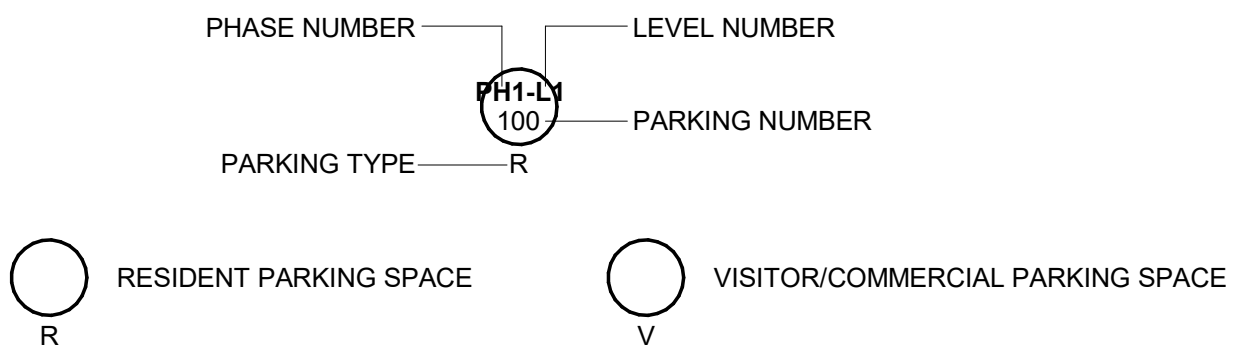 PHASE NUMBER LEVEL NUMBER
PH1-L1
100 PARKING NUMBER
PARKING TYPE R
RESIDENT PARKING SPACE VISITOR/COMMERCIAL PARKING SPACE
R V